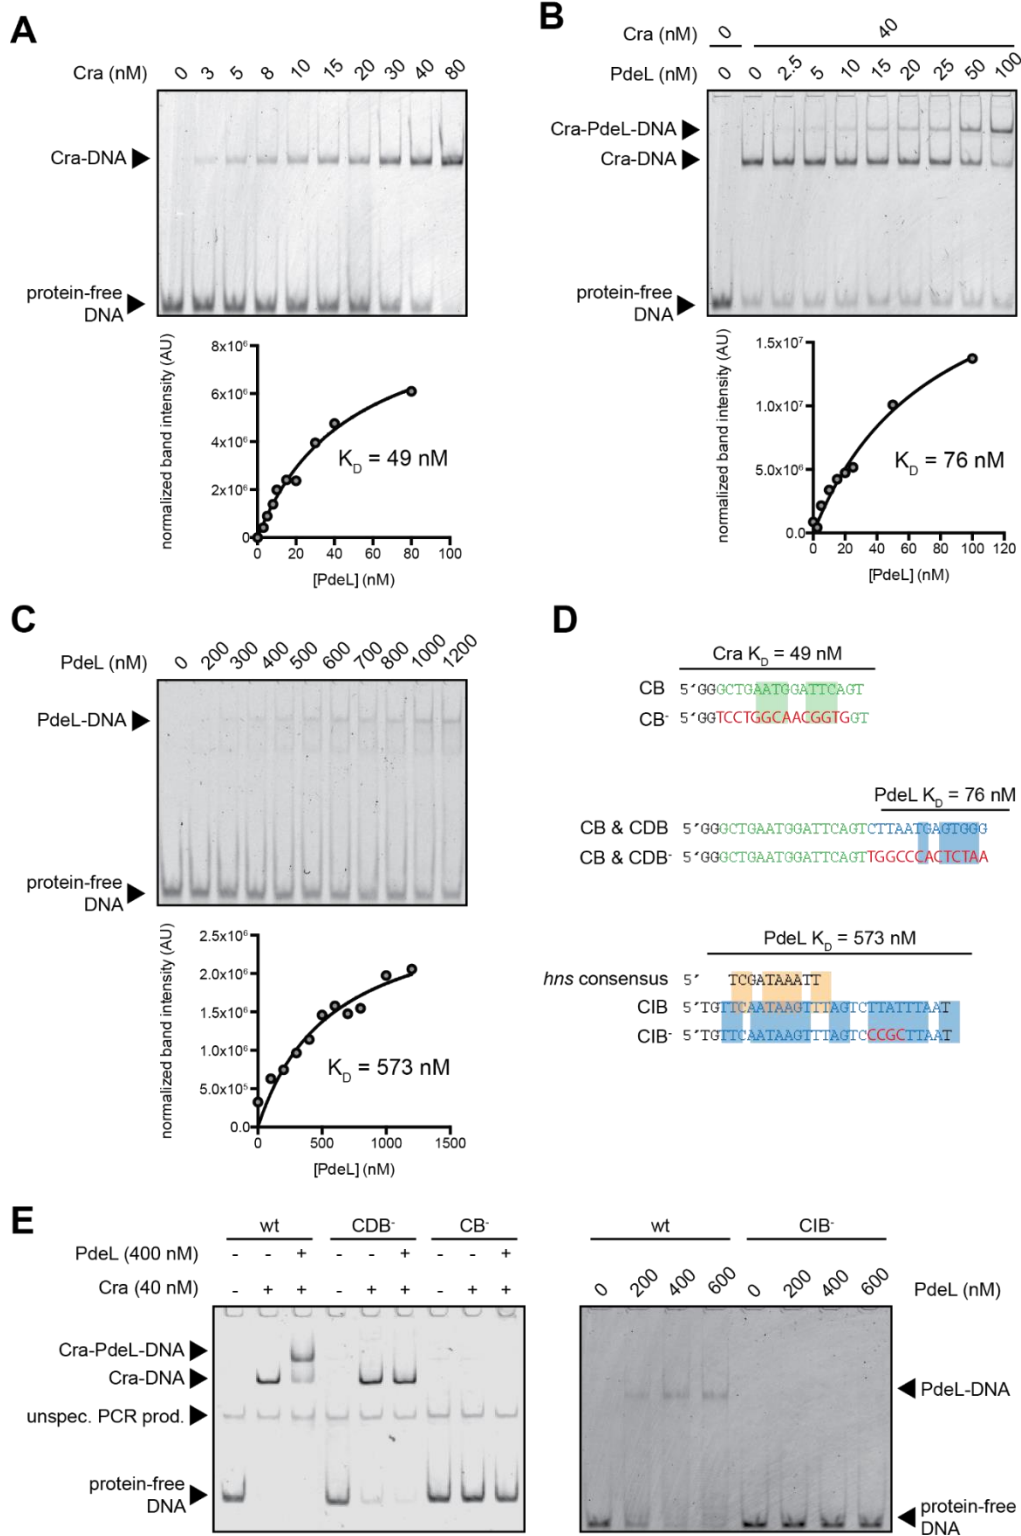 A
Cra (nM) 0 3 5 8 10 15 20 30 40 80
Cra-DNA
protein-free
DNA
normalized band intensity (AU)
8x10⁶
6x10⁶
4x10⁶
2x10⁶
0
K_D = 49 nM
0 20 40 60 80 100
[PdeL] (nM)
B
Cra (nM) 0 40
PdeL (nM) 0 0 2.5 5 10 15 20 25 50 100
Cra-PdeL-DNA
Cra-DNA
protein-free
DNA
normalized band intensity (AU)
1.5x10⁷
1.0x10⁷
5.0x10⁶
0.0
K_D = 76 nM
0 20 40 60 80 100 120
[PdeL] (nM)
C
PdeL (nM) 0 200 300 400 500 600 700 800 1000 1200
PdeL-DNA
protein-free
DNA
normalized band intensity (AU)
2.5x10⁶
2.0x10⁶
1.5x10⁶
1.0x10⁶
5.0x10⁵
0.0
K_D = 573 nM
0 500 1000 1500
[PdeL] (nM)
D
Cra K_D = 49 nM
CB 5´GGGCTGAATGGATTCAGT
CB⁻ 5´GGTCCTGGCAACGGTGGT
PdeL K_D = 76 nM
CB & CDB 5´GGGCTGAATGGATTCAGTCTTAATGAGTGGG
CB & CDB⁻ 5´GGGCTGAATGGATTCAGTTGGCCCACTCTAA
PdeL K_D = 573 nM
hns consensus 5´ TCGATAAATT
CIB 5´TGTTCAATAAGTTTAGTCTTATTTAAT
CIB⁻ 5´TGTTCAATAAGTTTAGTCCCGCTTAAT
E
wt CDB⁻ CB⁻
PdeL (400 nM) - - + - - + - - +
Cra (40 nM) - + + - + + - + +
Cra-PdeL-DNA
Cra-DNA
unspec. PCR prod.
protein-free
DNA
wt CIB⁻
0 200 400 600 0 200 400 600 PdeL (nM)
PdeL-DNA
protein-free
DNA